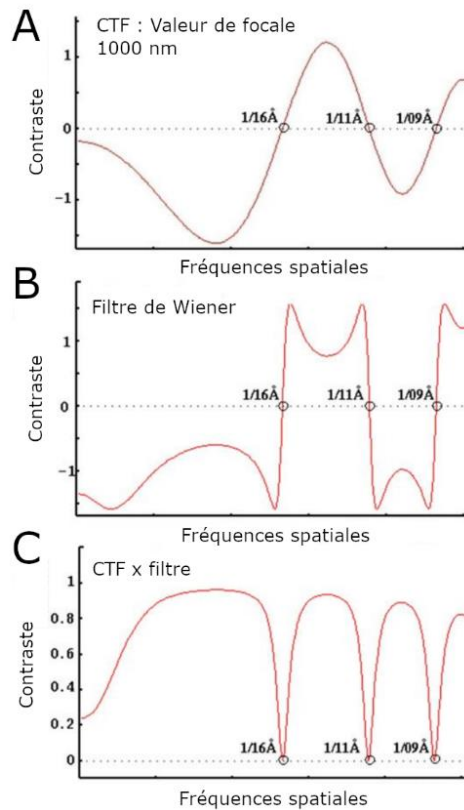 A
CTF : Valeur de focale
1000 nm
1
0
−1
Contraste
1/16Å
1/11Å
1/09Å
Fréquences spatiales
B
Filtre de Wiener
1
0
−1
Contraste
1/16Å
1/11Å
1/09Å
Fréquences spatiales
C
CTF x filtre
1
0.8
0.6
0.4
0.2
0
Contraste
1/16Å
1/11Å
1/09Å
Fréquences spatiales